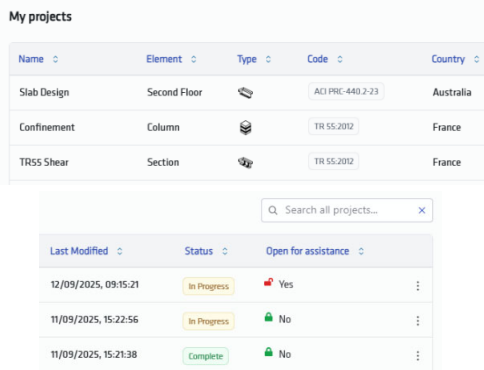 My projects
Name Element Type Code Country
Slab Design Second Floor ACI PRC-440.2-23 Australia
Confinement Column TR 55:2012 France
TR55 Shear Section TR 55:2012 France
Search all projects...
Last Modified Status Open for assistance
12/09/2025, 09:15:21 In Progress Yes
11/09/2025, 15:22:56 In Progress No
11/09/2025, 15:21:38 Complete No